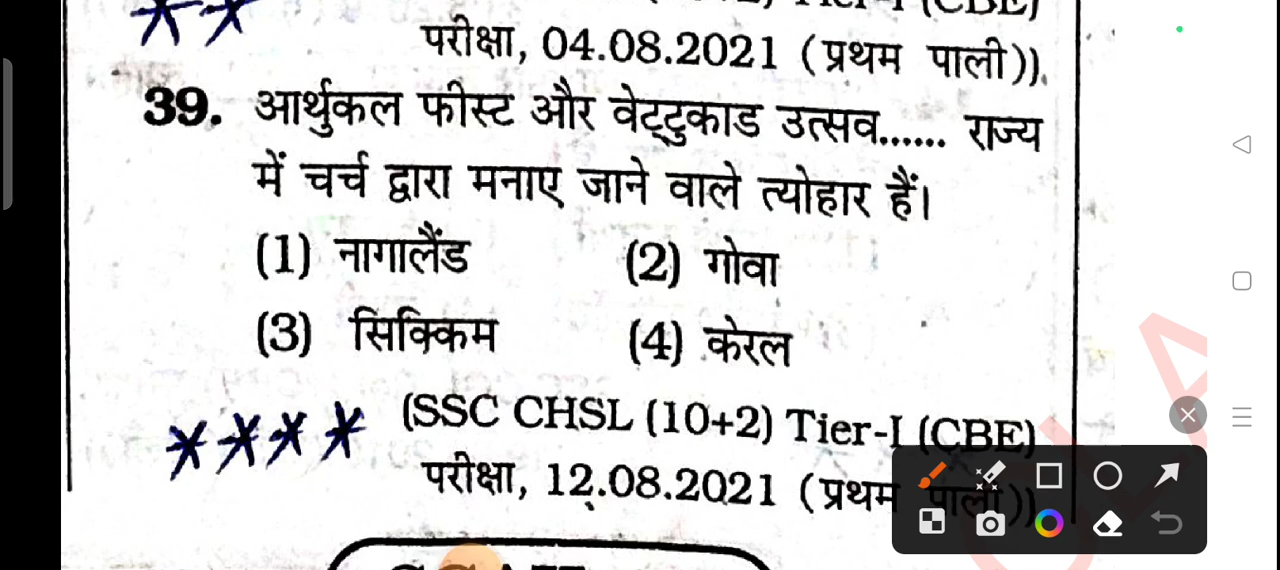 परीक्षा, 04.08.2021 (प्रथम पाली)).
39. आर्थुकल फीस्ट और वेट्टुकाड उत्सव...... राज्य
में चर्च द्वारा मनाए जाने वाले त्योहार हैं।
(1) नागालैंड (2) गोवा
(3) सिक्किम (4) केरल
(SSC CHSL (10+2) Tier-I (CBE)
परीक्षा, 12.08.2021 (प्रथम पाली))